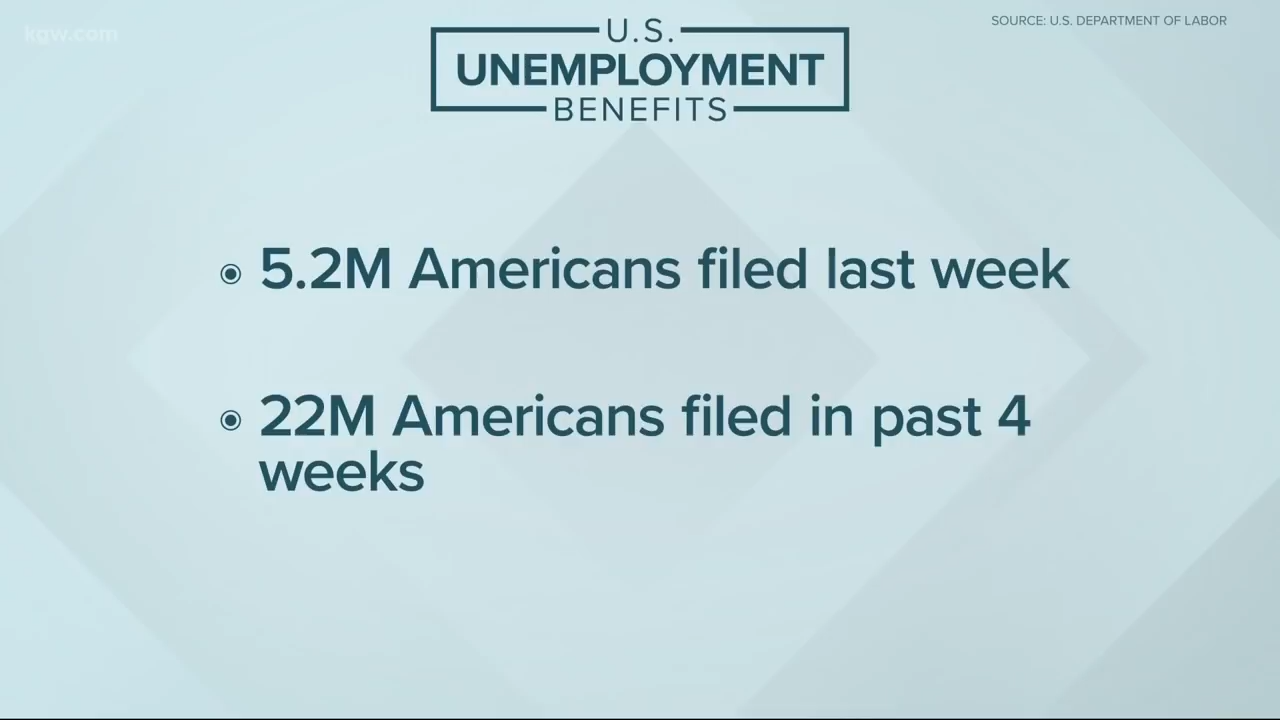 kgw.com
SOURCE: U.S. DEPARTMENT OF LABOR
U.S.
UNEMPLOYMENT
BENEFITS
5.2M Americans filed last week
22M Americans filed in past 4
weeks